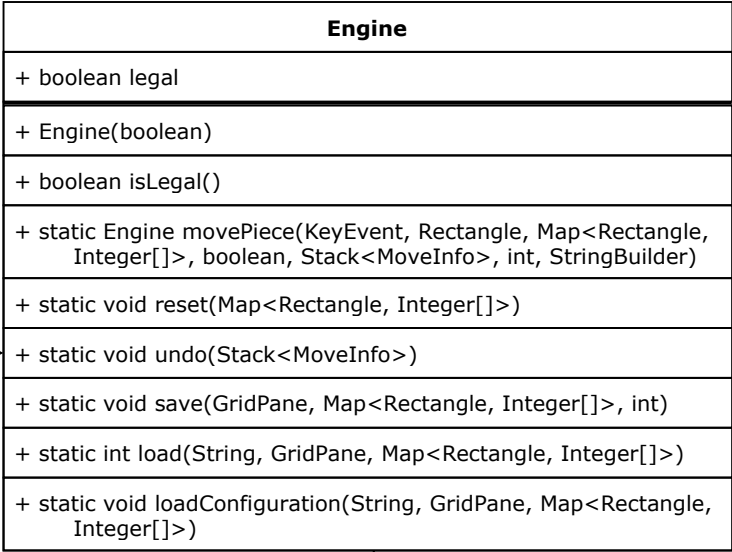 Engine
+ boolean legal
+ Engine(boolean)
+ boolean isLegal()
+ static Engine movePiece(KeyEvent, Rectangle, Map<Rectangle,
Integer[]>, boolean, Stack<MoveInfo>, int, StringBuilder)
+ static void reset(Map<Rectangle, Integer[]>)
+ static void undo(Stack<MoveInfo>)
+ static void save(GridPane, Map<Rectangle, Integer[]>, int)
+ static int load(String, GridPane, Map<Rectangle, Integer[]>)
+ static void loadConfiguration(String, GridPane, Map<Rectangle,
Integer[]>)